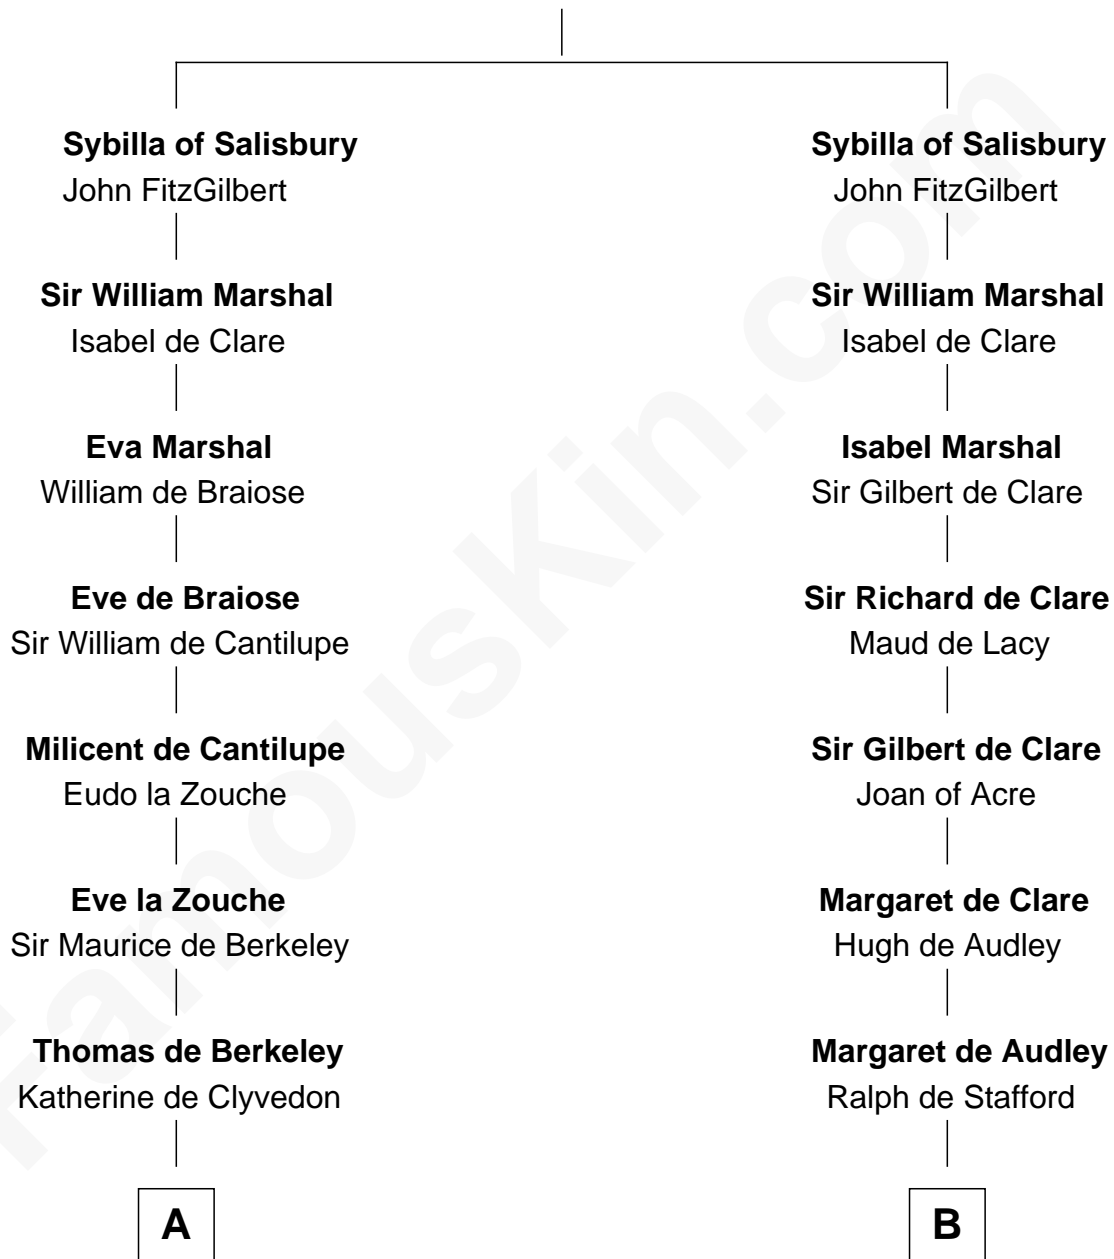 Sybilla of Salisbury
John FitzGilbert
Sir William Marshal
Isabel de Clare
Eva Marshal
William de Braiose
Eve de Braiose
Sir William de Cantilupe
Milicent de Cantilupe
Eudo la Zouche
Eve la Zouche
Sir Maurice de Berkeley
Thomas de Berkeley
Katherine de Clyvedon
A
Sybilla of Salisbury
John FitzGilbert
Sir William Marshal
Isabel de Clare
Isabel Marshal
Sir Gilbert de Clare
Sir Richard de Clare
Maud de Lacy
Sir Gilbert de Clare
Joan of Acre
Margaret de Clare
Hugh de Audley
Margaret de Audley
Ralph de Stafford
B
FamousKin.com